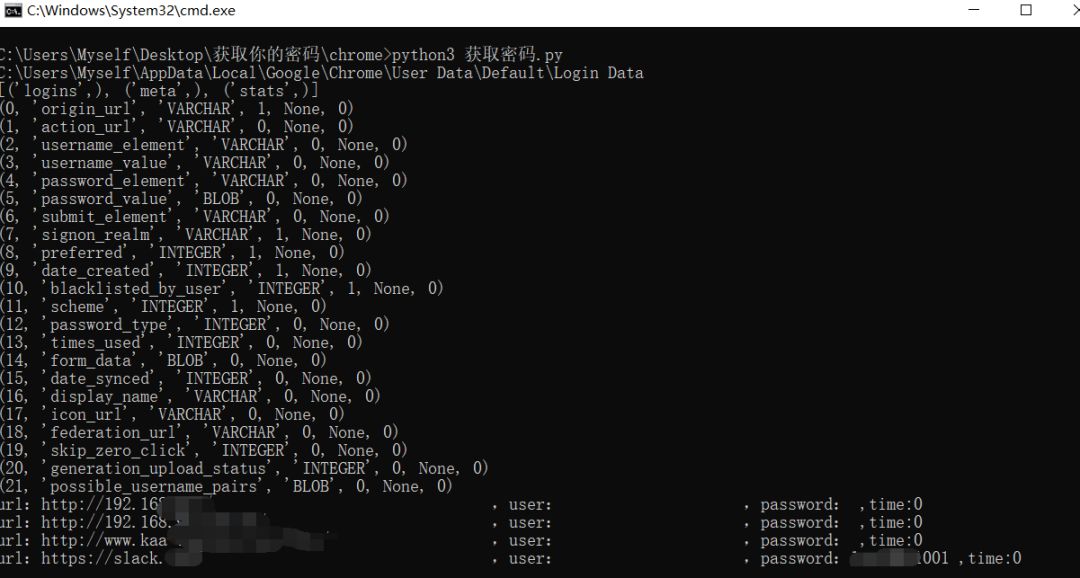 C:\Windows\System32\cmd.exe
C:\Users\Myself\Desktop\获取你的密码\chrome>python3 获取密码.py
C:\Users\Myself\AppData\Local\Google\Chrome\User Data\Default\Login Data
[('logins',), ('meta',), ('stats',)]
(0, 'origin_url', 'VARCHAR', 1, None, 0)
(1, 'action_url', 'VARCHAR', 0, None, 0)
(2, 'username_element', 'VARCHAR', 0, None, 0)
(3, 'username_value', 'VARCHAR', 0, None, 0)
(4, 'password_element', 'VARCHAR', 0, None, 0)
(5, 'password_value', 'BLOB', 0, None, 0)
(6, 'submit_element', 'VARCHAR', 0, None, 0)
(7, 'signon_realm', 'VARCHAR', 1, None, 0)
(8, 'preferred', 'INTEGER', 1, None, 0)
(9, 'date_created', 'INTEGER', 1, None, 0)
(10, 'blacklisted_by_user', 'INTEGER', 1, None, 0)
(11, 'scheme', 'INTEGER', 1, None, 0)
(12, 'password_type', 'INTEGER', 0, None, 0)
(13, 'times_used', 'INTEGER', 0, None, 0)
(14, 'form_data', 'BLOB', 0, None, 0)
(15, 'date_synced', 'INTEGER', 0, None, 0)
(16, 'display_name', 'VARCHAR', 0, None, 0)
(17, 'icon_url', 'VARCHAR', 0, None, 0)
(18, 'federation_url', 'VARCHAR', 0, None, 0)
(19, 'skip_zero_click', 'INTEGER', 0, None, 0)
(20, 'generation_upload_status', 'INTEGER', 0, None, 0)
(21, 'possible_username_pairs', 'BLOB', 0, None, 0)
url: http://192.168 , user: , password: ,time:0
url: http://192.168. , user: , password: ,time:0
url: http://www.kaa , user: , password: ,time:0
url: https://slack. , user: , password: 1001 ,time:0